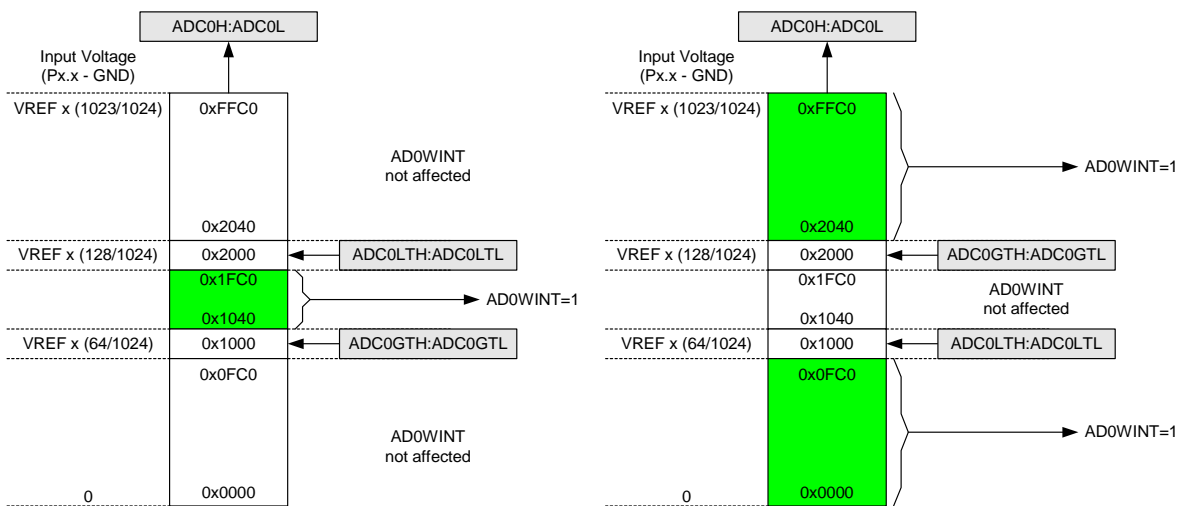 ADC0H:ADC0L
Input Voltage
(Px.x - GND)
VREF x (1023/1024)
0xFFC0
AD0WINT
not affected
0x2040
VREF x (128/1024)
0x2000
ADC0LTH:ADC0LTL
0x1FC0
AD0WINT=1
0x1040
VREF x (64/1024)
0x1000
ADC0GTH:ADC0GTL
0x0FC0
AD0WINT
not affected
0
0x0000
ADC0H:ADC0L
Input Voltage
(Px.x - GND)
VREF x (1023/1024)
0xFFC0
AD0WINT=1
0x2040
VREF x (128/1024)
0x2000
ADC0GTH:ADC0GTL
0x1FC0
AD0WINT
not affected
0x1040
VREF x (64/1024)
0x1000
ADC0LTH:ADC0LTL
0x0FC0
AD0WINT=1
0
0x0000